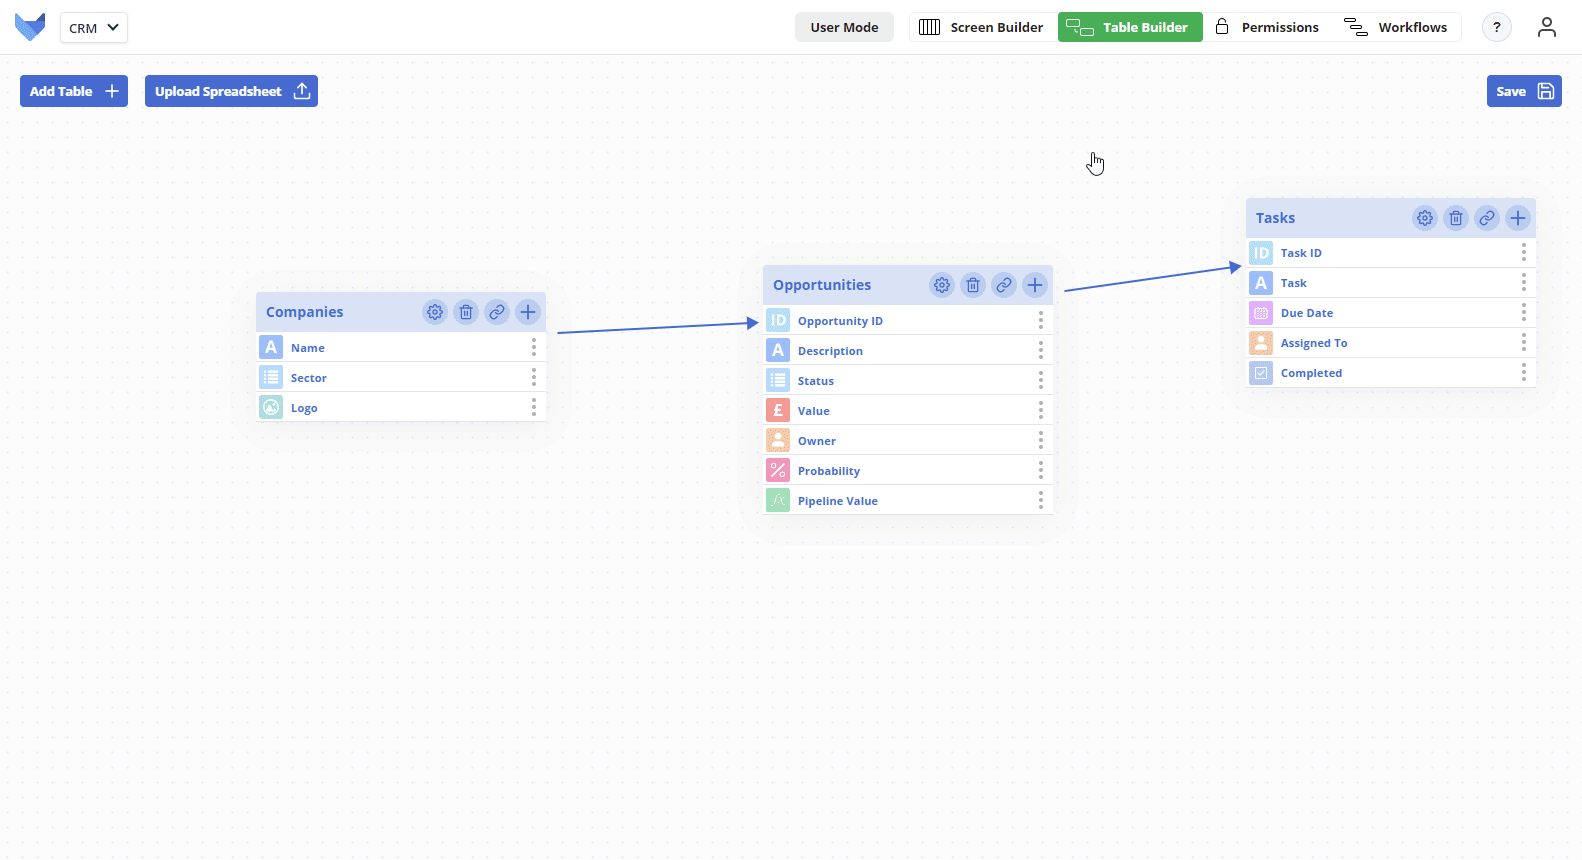 CRM
User Mode
Screen Builder
Table Builder
Permissions
Workflows
?
Add Table
Upload Spreadsheet
Save
Companies
A Name
Sector
Logo
Opportunities
ID Opportunity ID
A Description
Status
£ Value
Owner
% Probability
fx Pipeline Value
Tasks
ID Task ID
A Task
Due Date
Assigned To
Completed